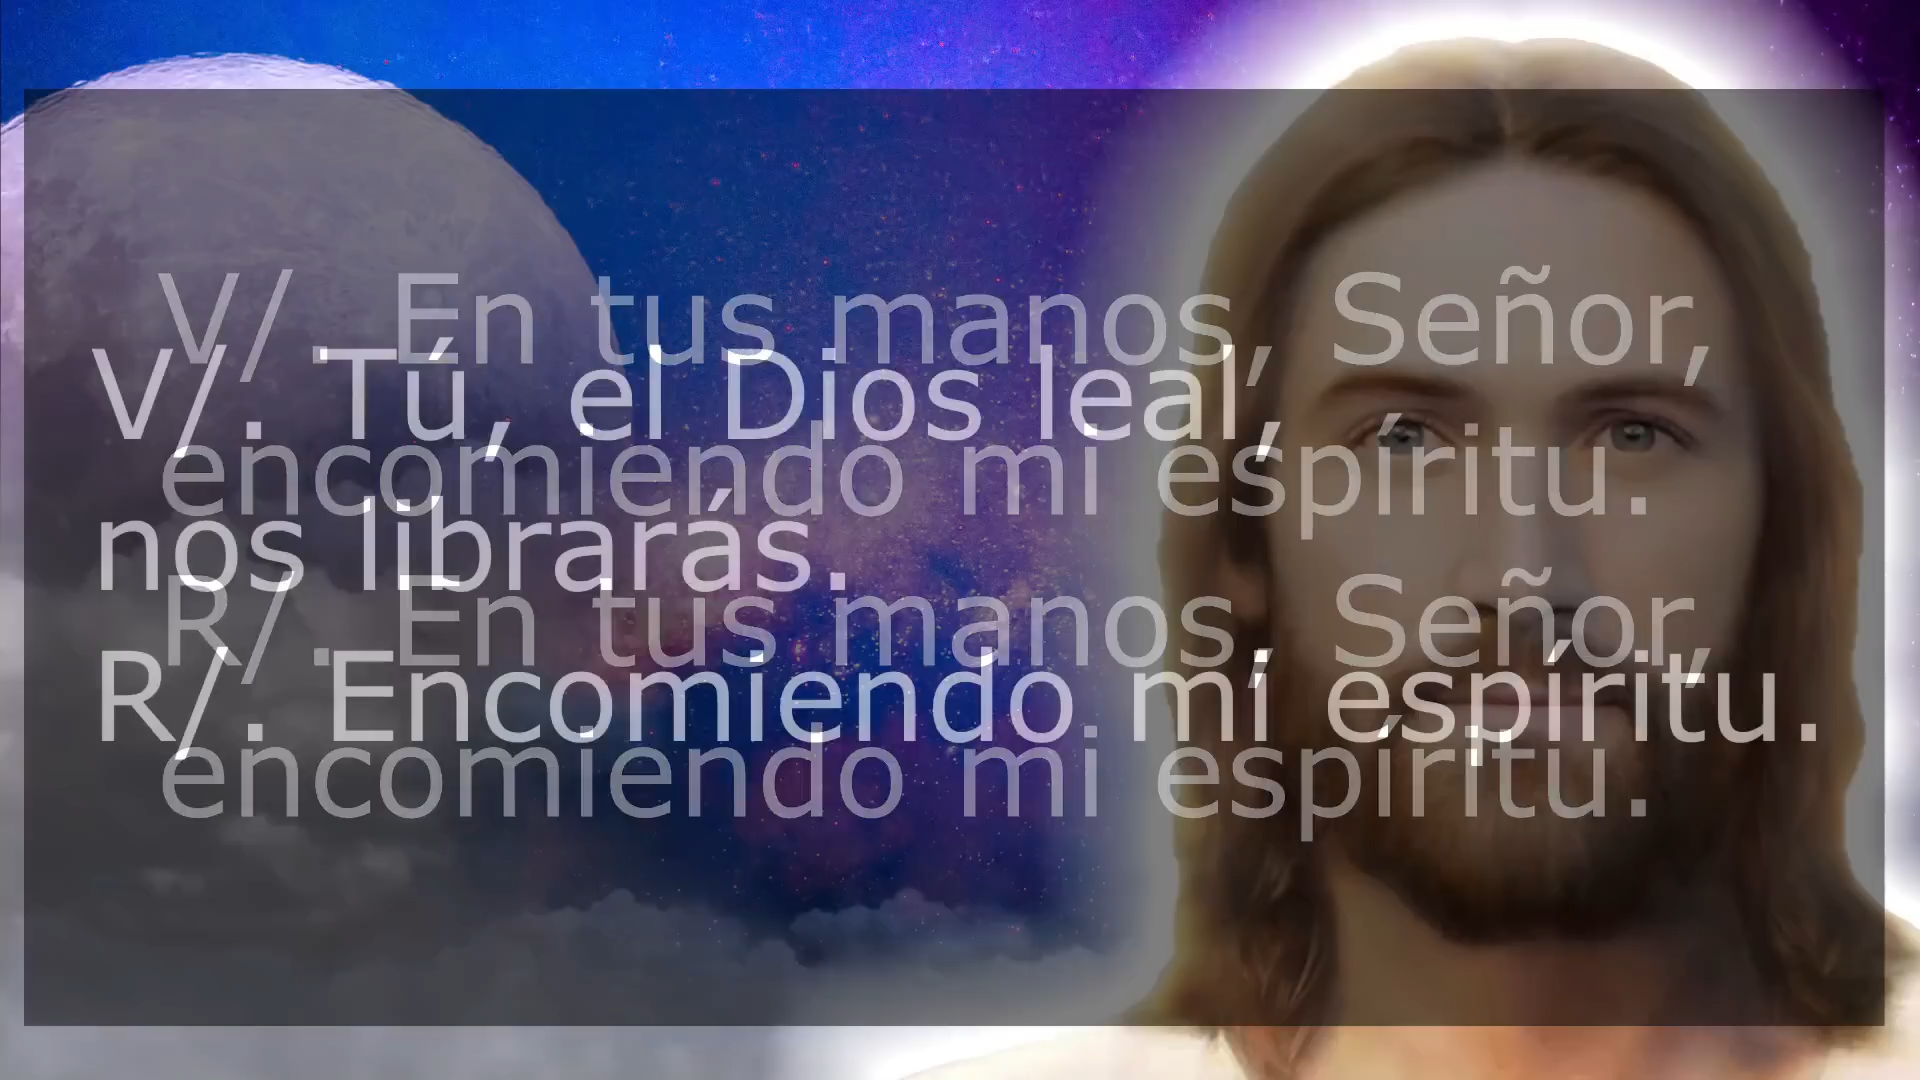 V/. En tus manos, Señor,
encomiendo mi espíritu.
R/. En tus manos, Señor,
encomiendo mi espíritu.
V/. Tú, el Dios leal,
nos librarás.
R/. Encomiendo mi espíritu.